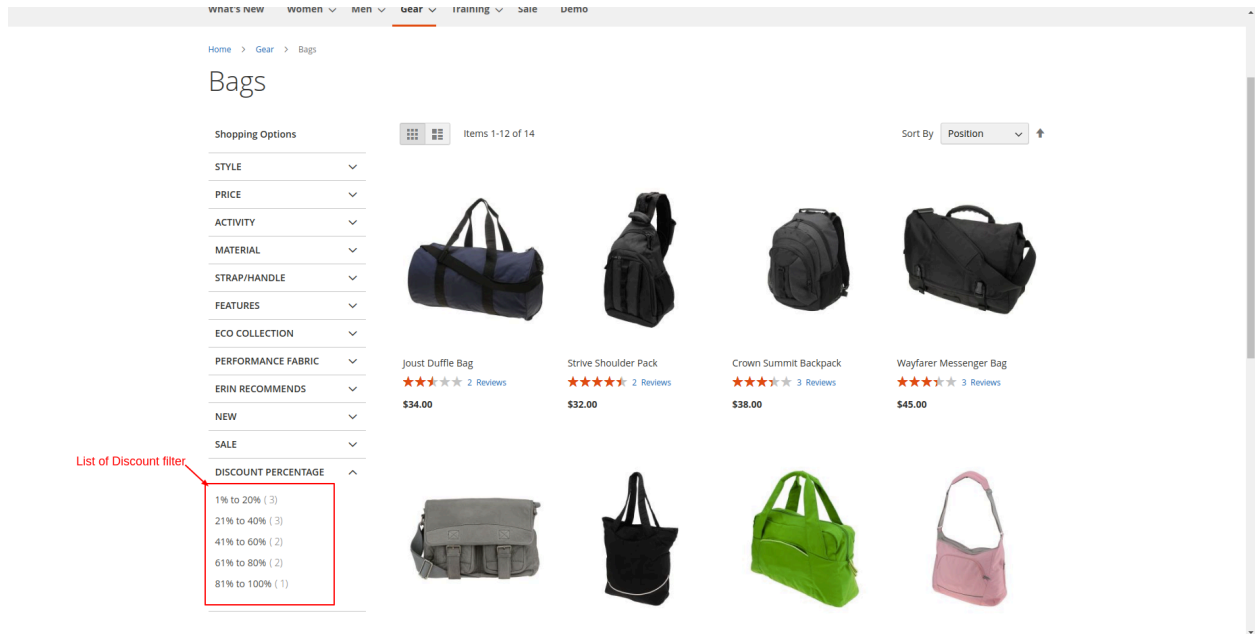 What's New Women Men Gear Training Sale Demo
Home > Gear > Bags
Bags
Shopping Options
Items 1-12 of 14
Sort By Position
STYLE
PRICE
ACTIVITY
MATERIAL
STRAP/HANDLE
FEATURES
ECO COLLECTION
PERFORMANCE FABRIC
ERIN RECOMMENDS
NEW
SALE
List of Discount filter
DISCOUNT PERCENTAGE
1% to 20% ( 3)
21% to 40% ( 3)
41% to 60% ( 2)
61% to 80% ( 2)
81% to 100% ( 1)
Joust Duffle Bag
2 Reviews
$34.00
Strive Shoulder Pack
2 Reviews
$32.00
Crown Summit Backpack
3 Reviews
$38.00
Wayfarer Messenger Bag
3 Reviews
$45.00